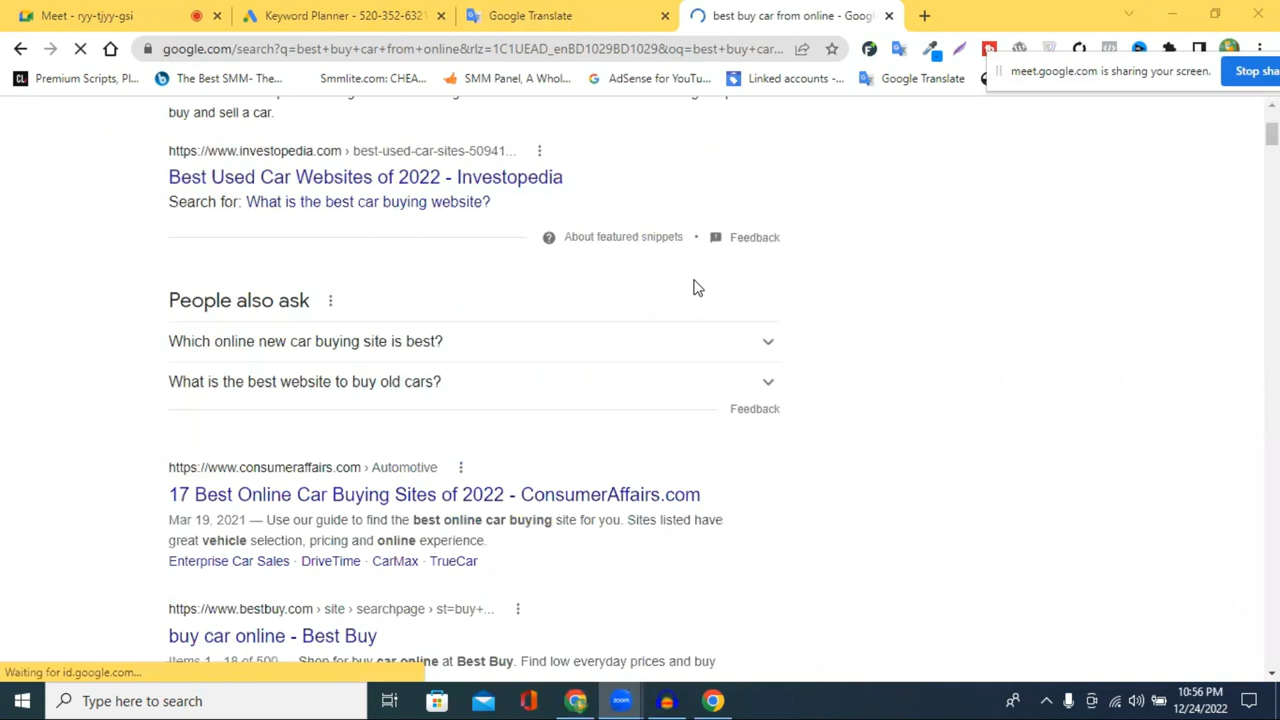 Meet - ryy-tjyy-gsi
Keyword Planner - 520-352-6321
Google Translate
best buy car from online - Goog
google.com/search?q=best+buy+car+from+online&rlz=1C1UEAD_enBD1029BD1029&oq=best+buy+car...
Premium Scripts, Pl...
The Best SMM- The...
Smmlite.com: CHEA...
SMM Panel, A Whol...
AdSense for YouTu...
Linked accounts -...
Google Translate
meet.google.com is sharing your screen.
Stop sha
buy and sell a car.
https://www.investopedia.com › best-used-car-sites-50941...
Best Used Car Websites of 2022 - Investopedia
Search for: What is the best car buying website?
About featured snippets • Feedback
People also ask
Which online new car buying site is best?
What is the best website to buy old cars?
Feedback
https://www.consumeraffairs.com › Automotive
17 Best Online Car Buying Sites of 2022 - ConsumerAffairs.com
Mar 19, 2021 — Use our guide to find the best online car buying site for you. Sites listed have
great vehicle selection, pricing and online experience.
Enterprise Car Sales · DriveTime · CarMax · TrueCar
https://www.bestbuy.com › site › searchpage › st=buy+...
buy car online - Best Buy
Items 1 - 18 of 500 — Shop for buy car online at Best Buy. Find low everyday prices and buy
Waiting for id.google.com...
Type here to search
zoom
10:56 PM
12/24/2022